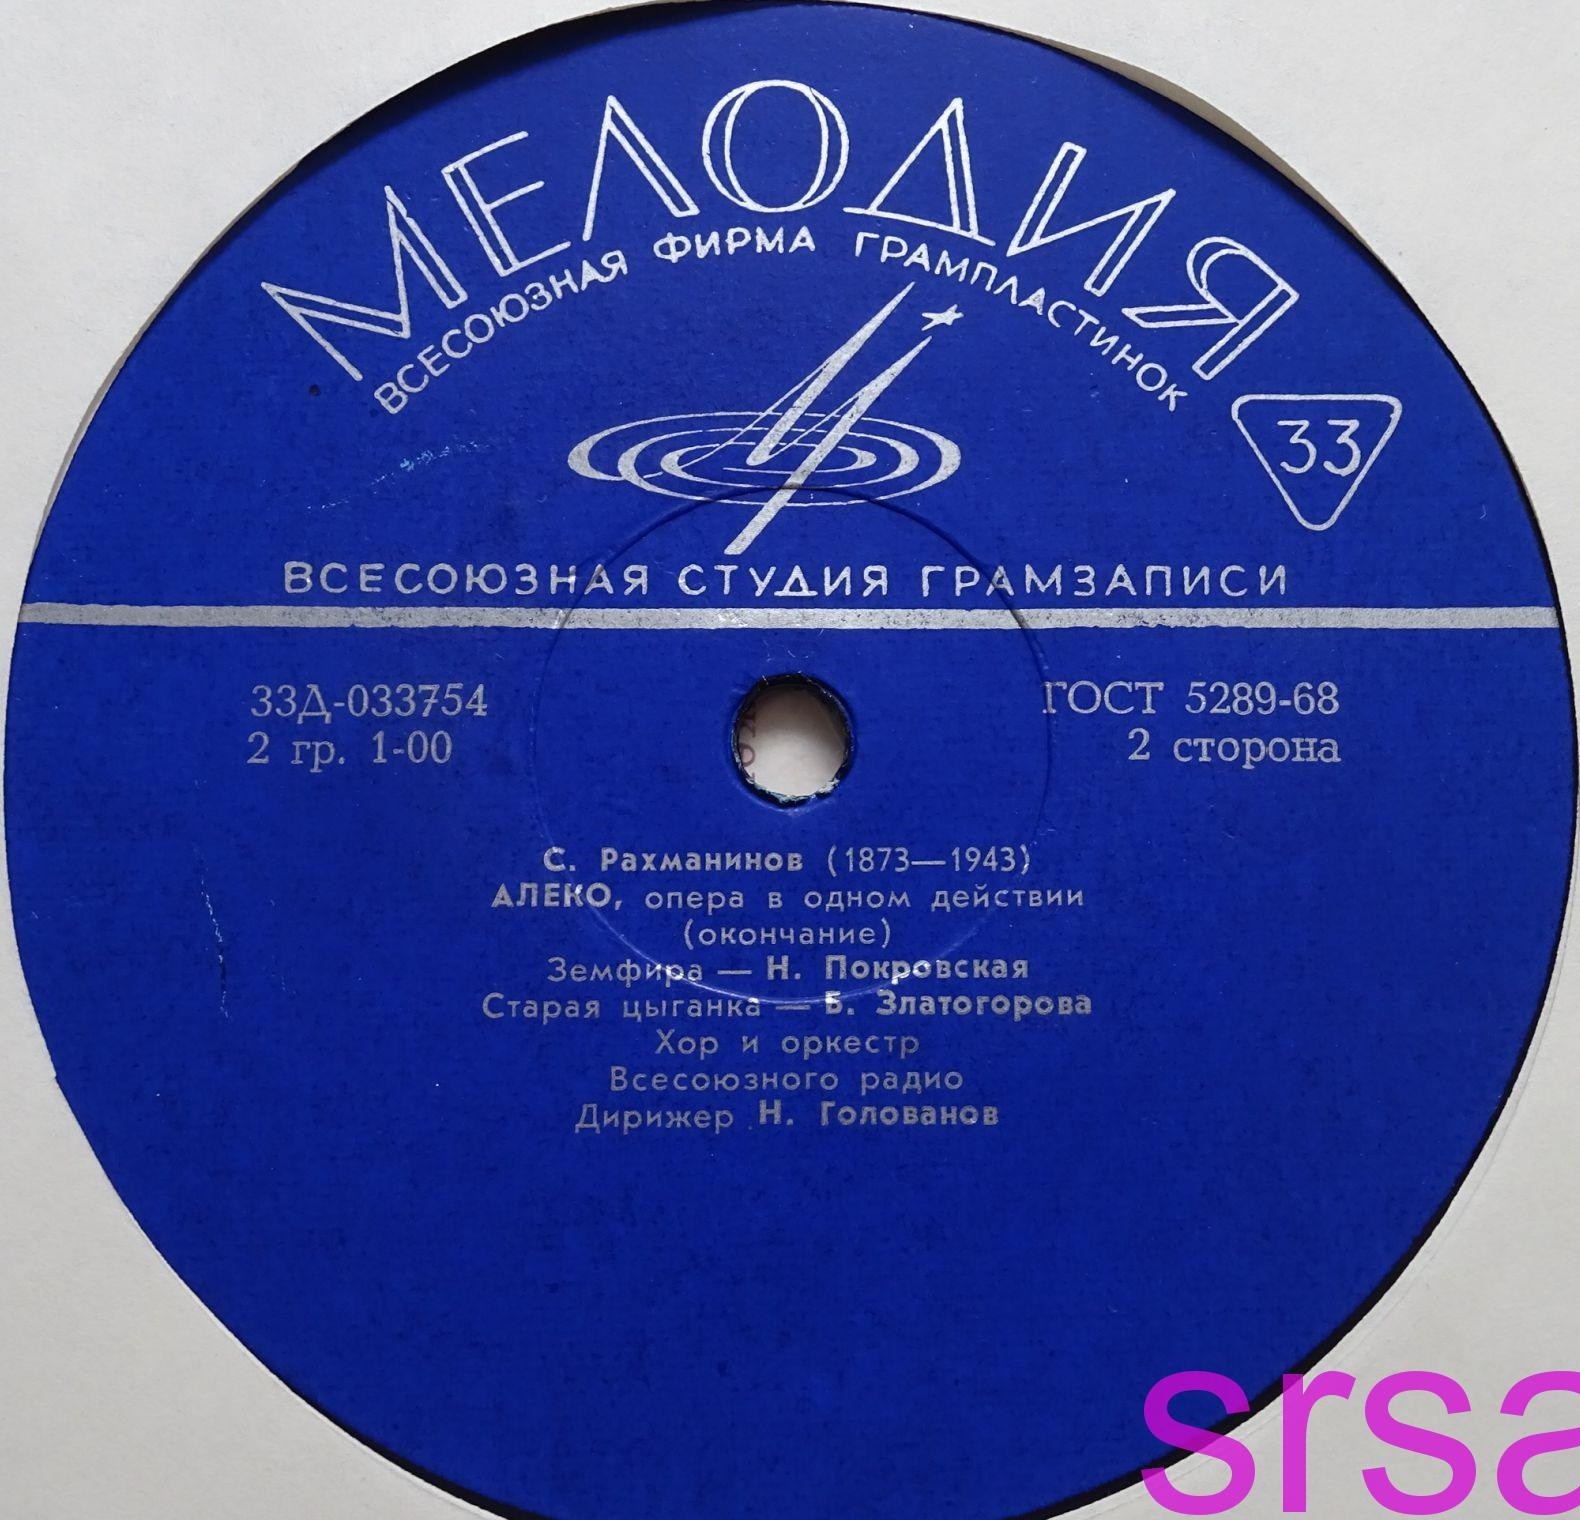 МЕЛОДИЯ
ВСЕСОЮЗНАЯ ФИРМА ГРАМПЛАСТИНОК
33
ВСЕСОЮЗНАЯ СТУДИЯ ГРАМЗАПИСИ
33Д-033754
ГОСТ 5289-68
2 гр. 1-00
2 сторона
С. Рахманинов (1873—1943)
АЛЕКО, опера в одном действии
(окончание)
Земфира — Н. Покровская
Старая цыганка — Б. Златогорова
Хор и оркестр
Всесоюзного радио
Дирижер Н. Голованов
srsa